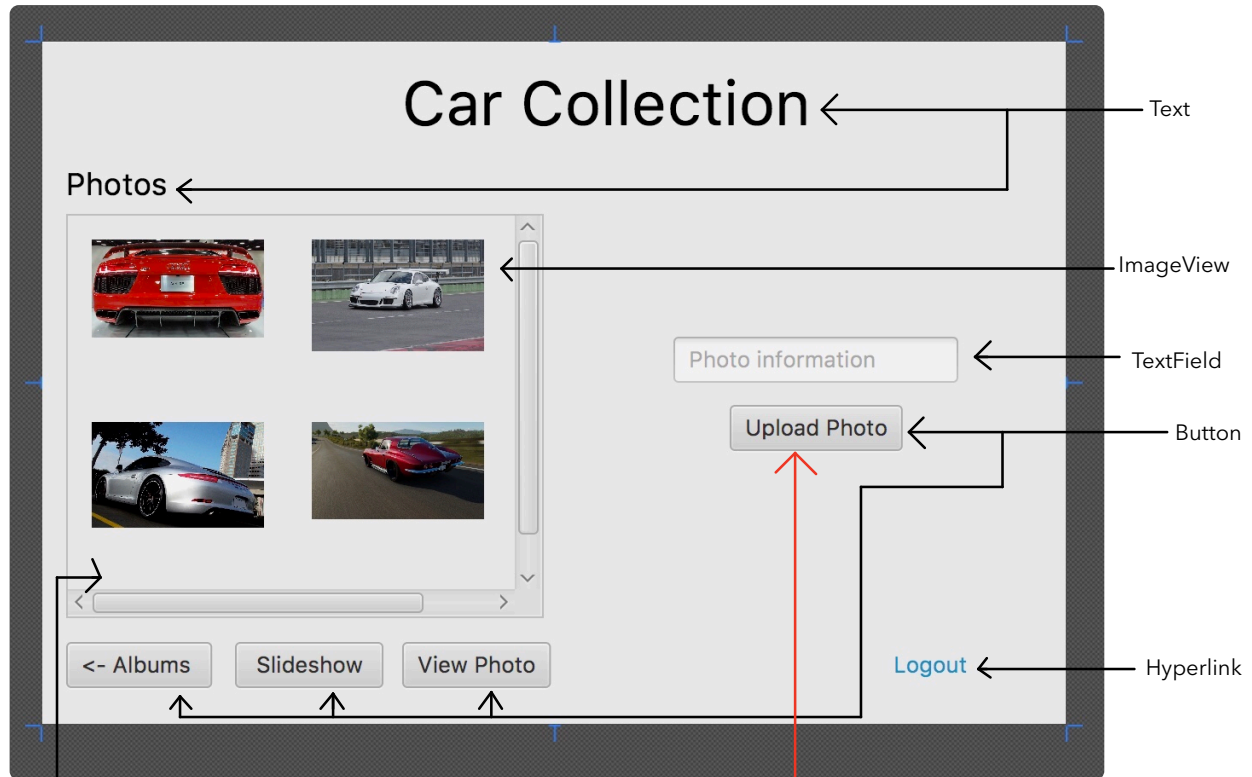 Car Collection
Text
Photos
ImageView
Photo information
TextField
Upload Photo
Button
<- Albums
Slideshow
View Photo
Logout
Hyperlink